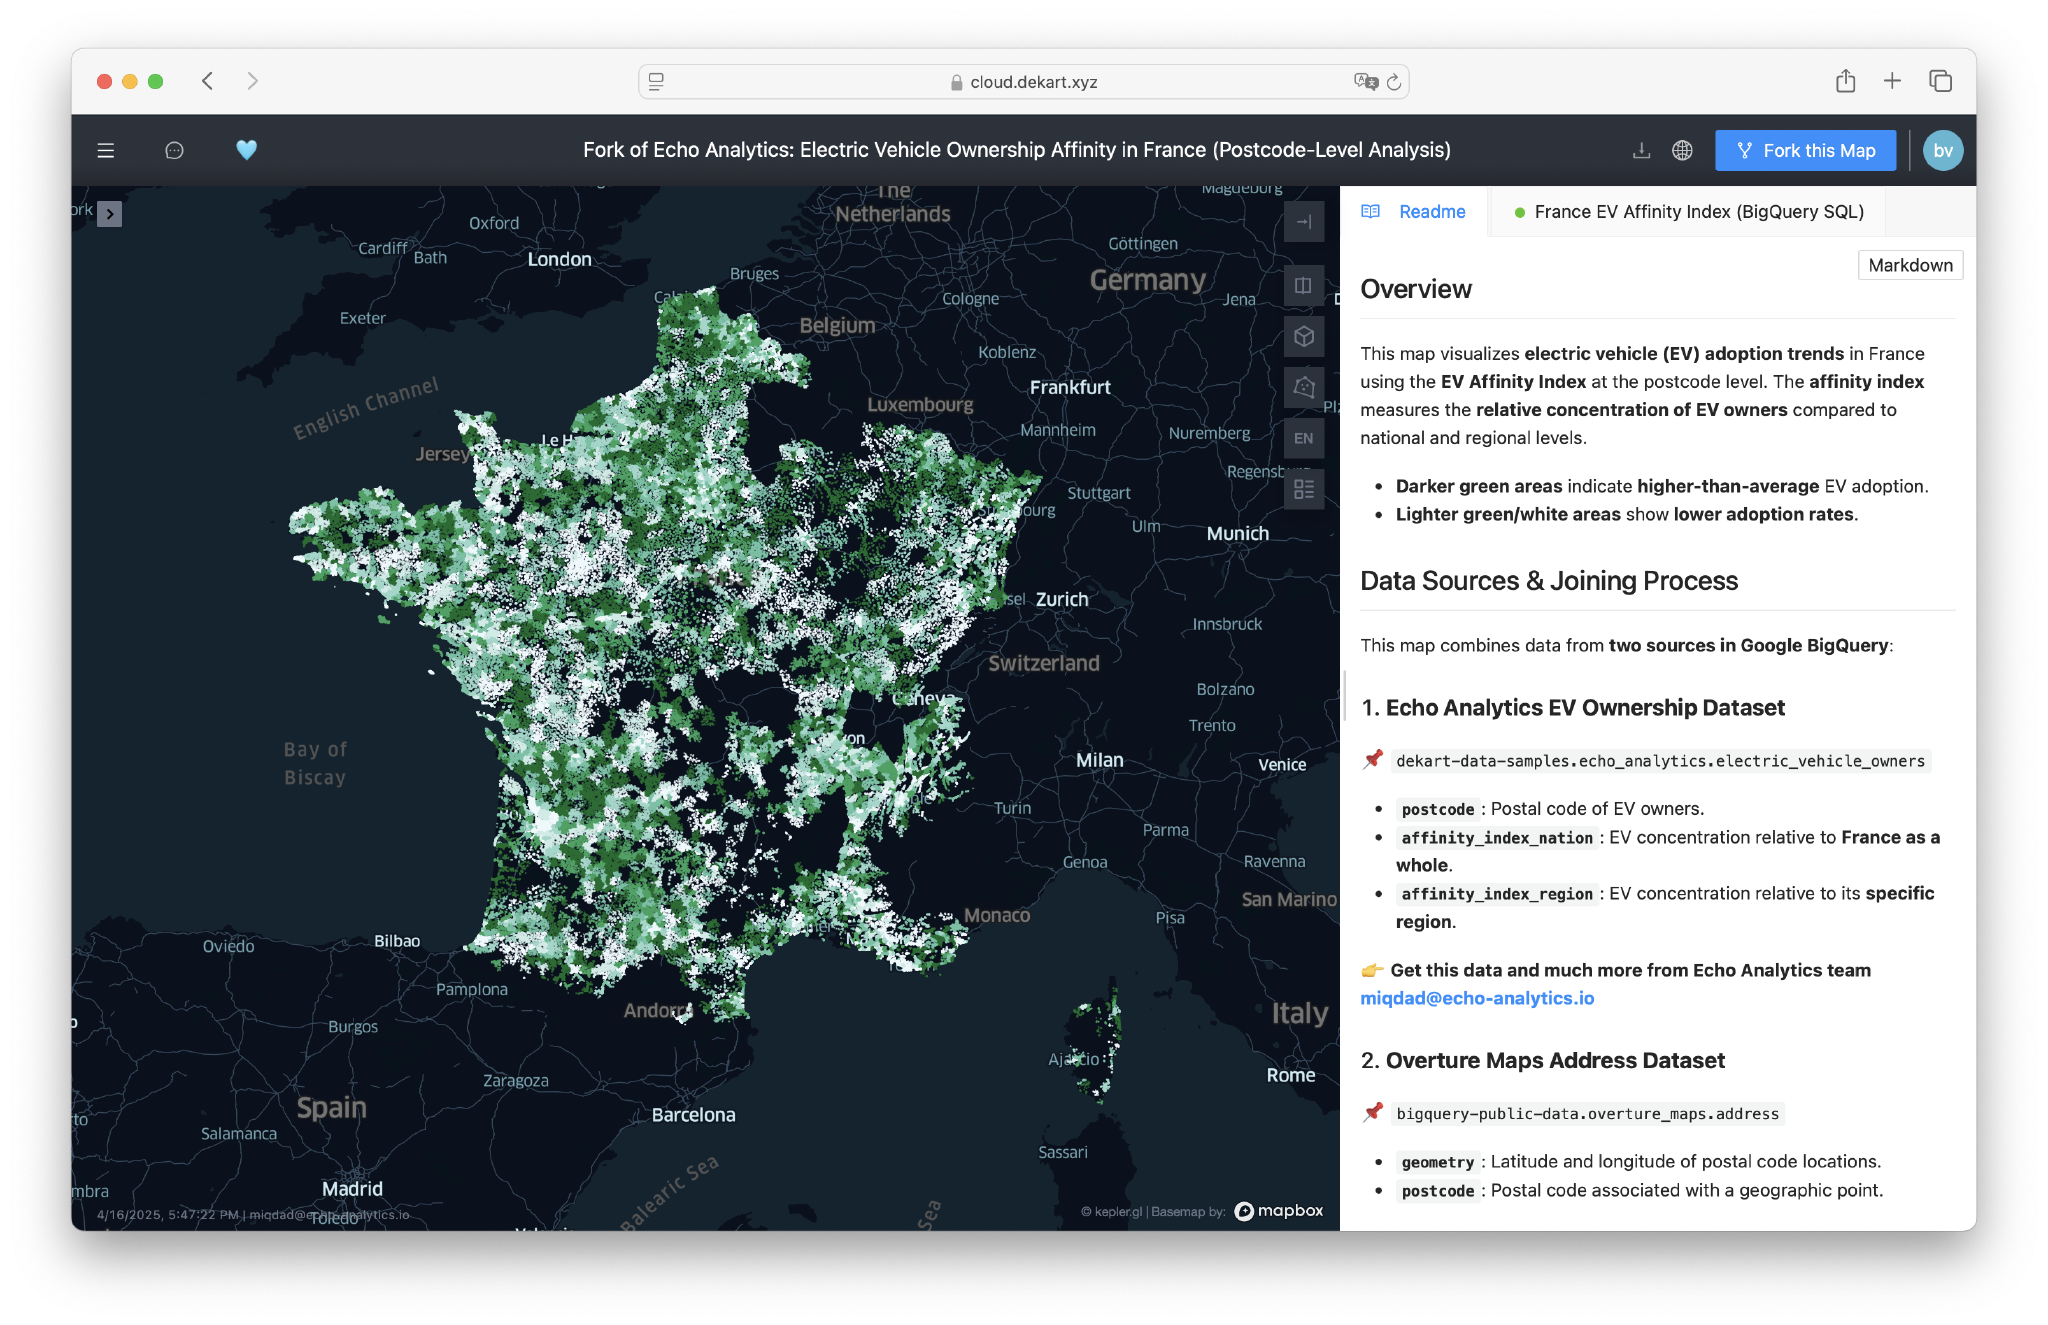 cloud.dekart.xyz
Fork of Echo Analytics: Electric Vehicle Ownership Affinity in France (Postcode-Level Analysis)
Fork this Map
bv
Readme
France EV Affinity Index (BigQuery SQL)
Markdown
Overview
This map visualizes electric vehicle (EV) adoption trends in France
using the EV Affinity Index at the postcode level. The affinity index
measures the relative concentration of EV owners compared to
national and regional levels.
• Darker green areas indicate higher-than-average EV adoption.
• Lighter green/white areas show lower adoption rates.
Data Sources & Joining Process
This map combines data from two sources in Google BigQuery:
1. Echo Analytics EV Ownership Dataset
📌 dekart-data-samples.echo_analytics.electric_vehicle_owners
• postcode : Postal code of EV owners.
• affinity_index_nation : EV concentration relative to France as a
whole.
• affinity_index_region : EV concentration relative to its specific
region.
👉 Get this data and much more from Echo Analytics team
miqdad@echo-analytics.io
2. Overture Maps Address Dataset
📌 bigquery-public-data.overture_maps.address
• geometry : Latitude and longitude of postal code locations.
• postcode : Postal code associated with a geographic point.
The
Netherlands
Magdeburg
Oxford
Cardiff
Bath
London
Göttingen
Bruges
Germany
Cologne
Jena
Exeter
Belgium
Koblenz
English Channel
Frankfurt
Luxembourg
Mannheim
Nuremberg
EN
Jersey
Stuttgart
Ulm
Munich
Zurich
Innsbruck
Switzerland
Bolzano
Geneva
Trento
Bay of
Biscay
Milan
Venice
Turin
Parma
Genoa
Ravenna
San Marino
Monaco
Pisa
Oviedo
Bilbao
Pamplona
Andorra
Italy
Burgos
Ajaccio
Zaragoza
Rome
Spain
Barcelona
Salamanca
Sassari
Balearic Sea
Madrid
Sea
4/16/2025, 5:47:22 PM | miqdad@echo-analytics.io
Toledo
© kepler.gl | Basemap by: mapbox